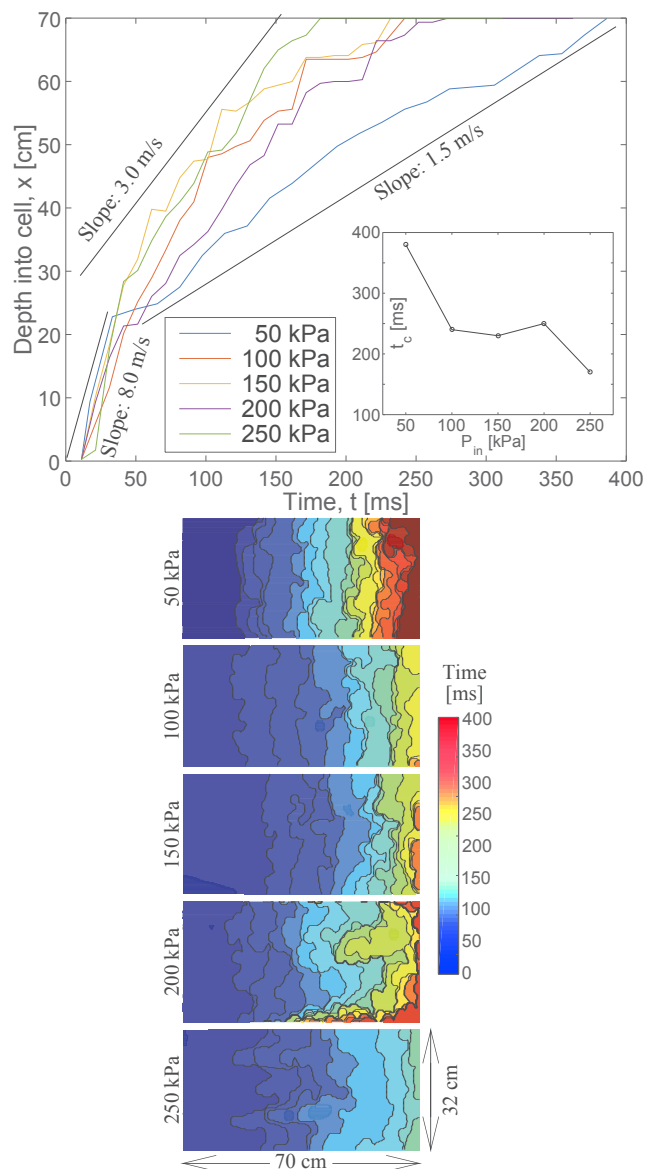 70
60
50
40
30
20
10
0
Depth into cell, x [cm]
Slope: 3.0 m/s
Slope: 8.0 m/s
Slope: 1.5 m/s
50 kPa
100 kPa
150 kPa
200 kPa
250 kPa
400
300
200
100
t_c [ms]
50 100 150 200 250
P_in [kPa]
0 50 100 150 200 250 300 350 400
Time, t [ms]
50 kPa
100 kPa
150 kPa
200 kPa
250 kPa
Time
[ms]
400
350
300
250
200
150
100
50
0
32 cm
70 cm